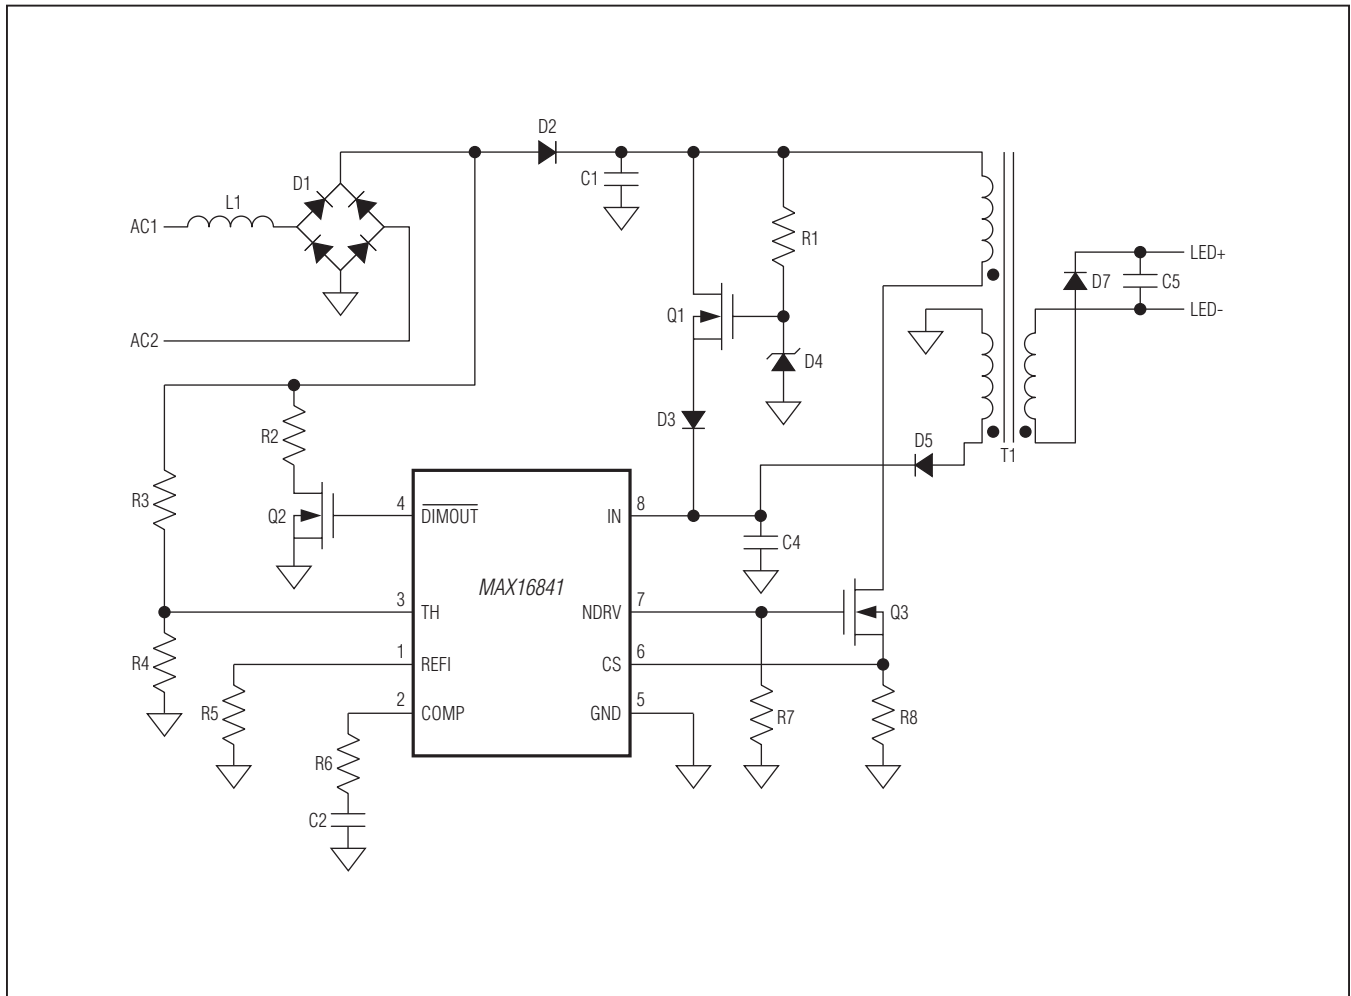 D2
D1
C1
L1
AC1
R1
LED+
D7
C5
Q1
LED-
AC2
D4
D3
R2
D5
T1
R3
Q2
4
DIMOUT
IN
8
C4
MAX16841
3
TH
NDRV
7
Q3
R4
1
REFI
CS
6
R5
2
COMP
GND
5
R7
R8
R6
C2